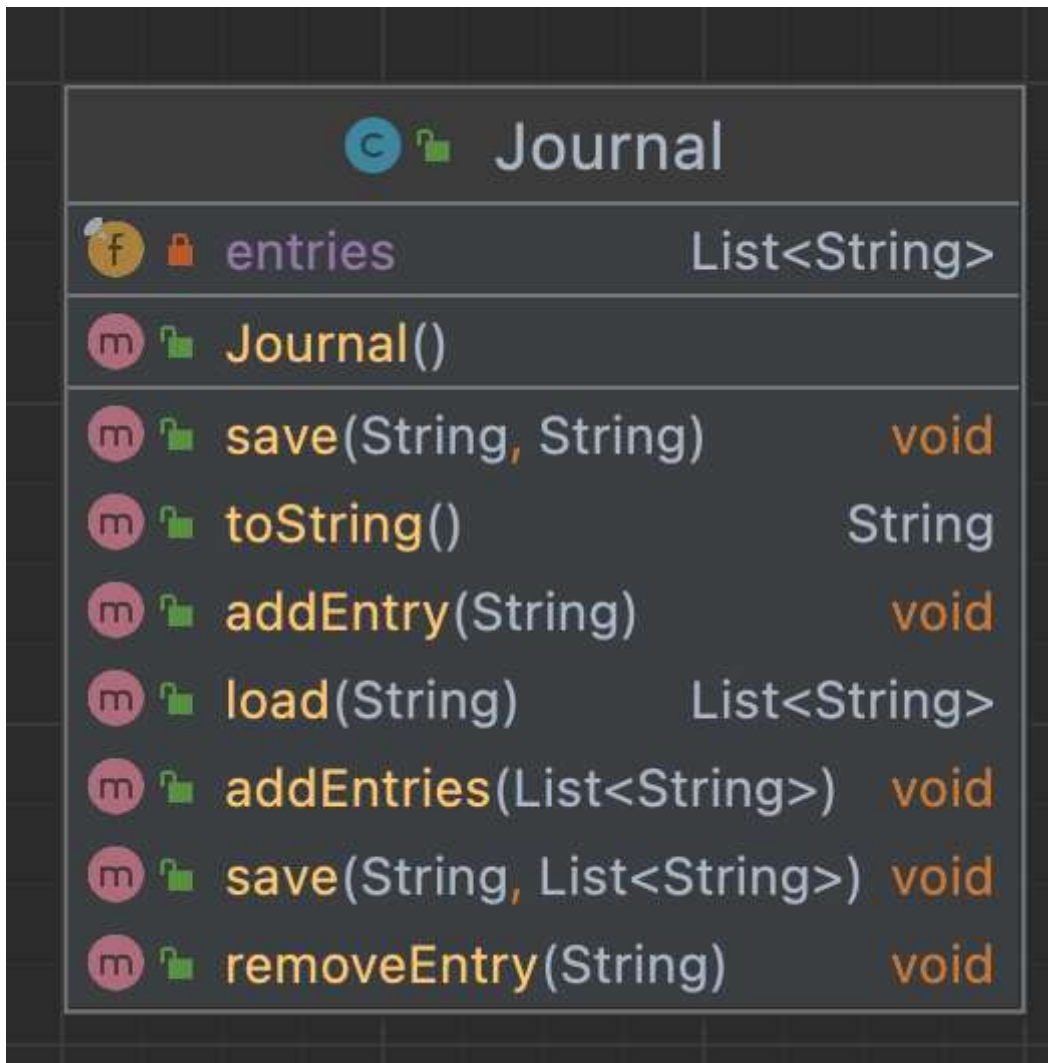 C Journal
f entries List<String>
m Journal()
m save(String, String) void
m toString() String
m addEntry(String) void
m load(String) List<String>
m addEntries(List<String>) void
m save(String, List<String>) void
m removeEntry(String) void